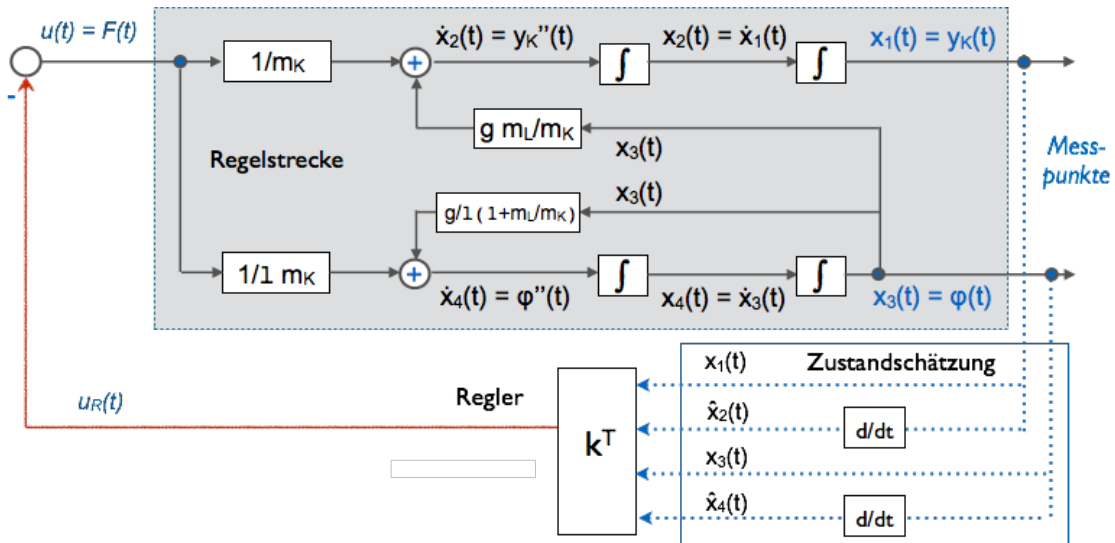 u(t) = F(t)
-
1/mK
+
ẋ2(t) = yK”(t)
∫
x2(t) = ẋ1(t)
∫
x1(t) = yK(t)
g mL/mK
x3(t)
Regelstrecke
Mess-
punkte
x3(t)
g/l(1+mL/mK)
1/l mK
+
ẋ4(t) = φ”(t)
∫
x4(t) = ẋ3(t)
∫
x3(t) = φ(t)
uR(t)
Regler
kT
x1(t)
Zustandschätzung
x̂2(t)
d/dt
x3(t)
x̂4(t)
d/dt